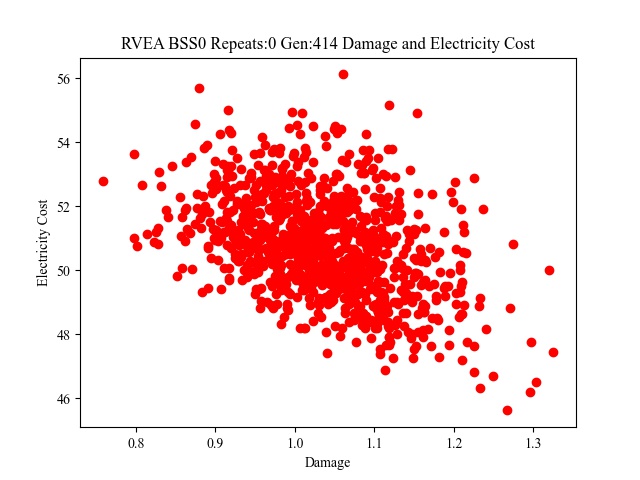 RVEA BSS0 Repeats:0 Gen:414 Damage and Electricity Cost
56
54
52
50
48
46
Electricity Cost
0.8 0.9 1.0 1.1 1.2 1.3
Damage